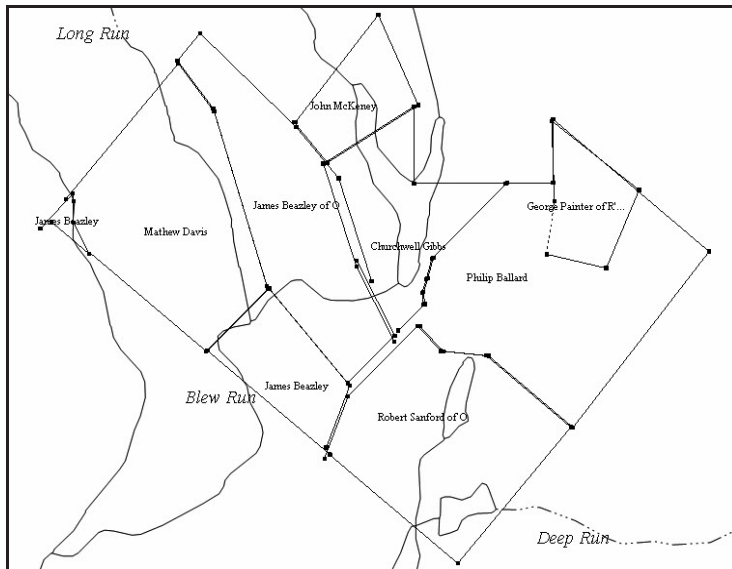 Long Run
John McKeney
James Beazley
Mathew Davis
James Beazley of O
George Painter of R'...
Churchwell Gibbs
Philip Ballard
James Beazley
Blew Run
Robert Sanford of O
Deep Run